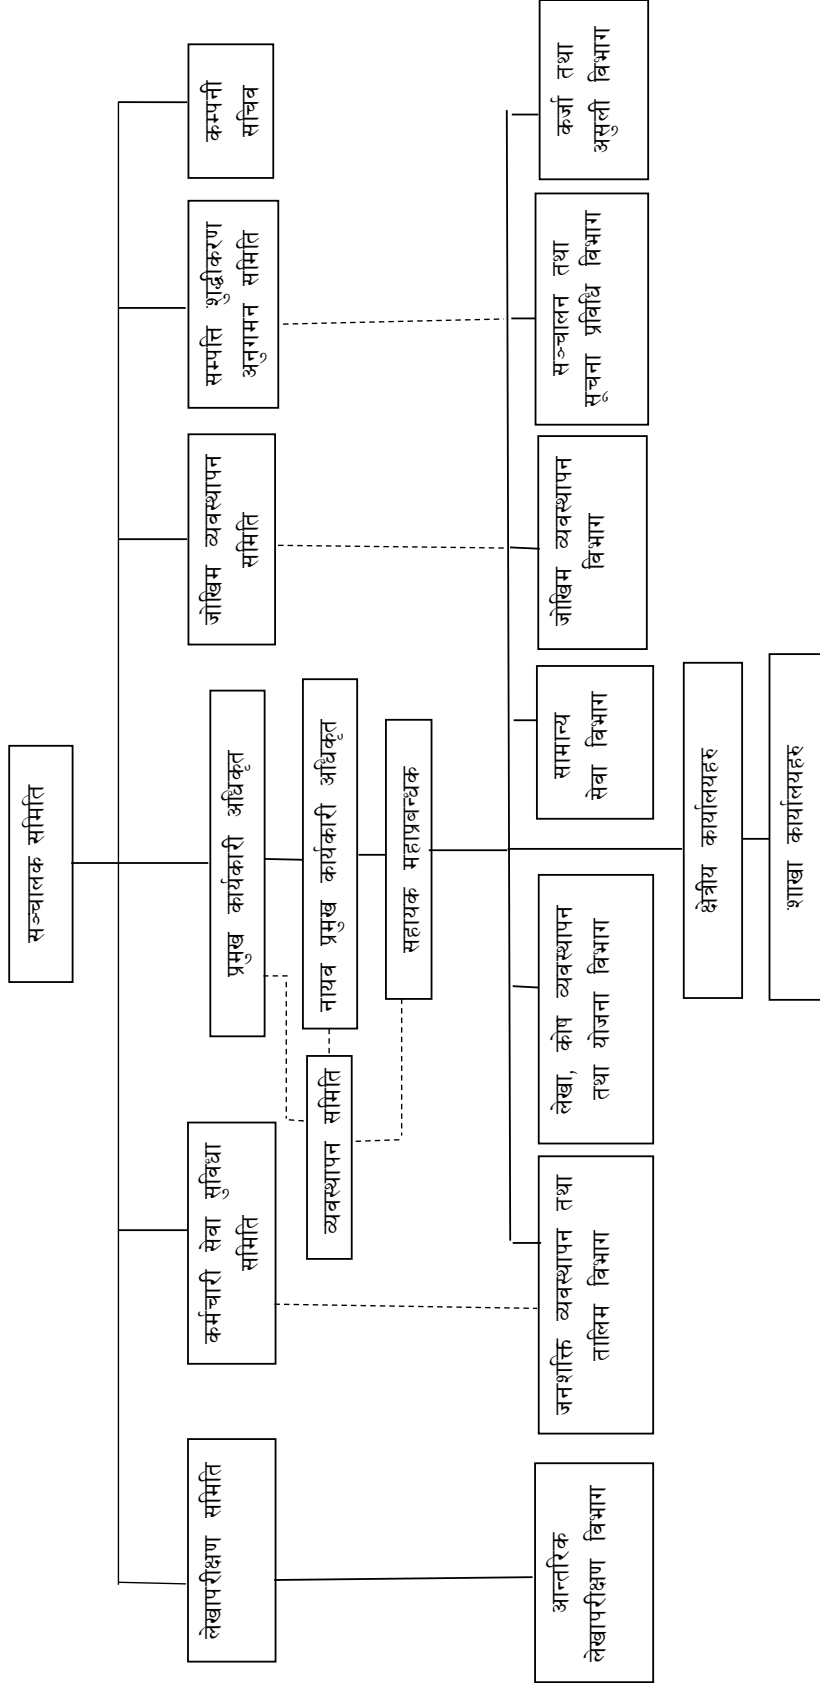 सञ्चालक समिति
लेखापरीक्षण समिति
कर्मचारी सेवा सुविधा
समिति
प्रमुख कार्यकारी अधिकृत
जोखिम व्यवस्थापन
समिति
सम्पत्ति शुद्धीकरण
अनुगमन समिति
कम्पनी
सचिव
व्यवस्थापन समिति
नायव प्रमुख कार्यकारी अधिकृत
सहायक महाप्रबन्धक
आन्तरिक
लेखापरीक्षण विभाग
जनशक्ति व्यवस्थापन तथा
तालिम विभाग
लेखा, कोष व्यवस्थापन
तथा योजना विभाग
सामान्य
सेवा विभाग
जोखिम व्यवस्थापन
विभाग
सञ्चालन तथा
सूचना प्रविधि विभाग
कर्जा तथा
असुली विभाग
क्षेत्रीय कार्यालयहरु
शाखा कार्यालयहरु